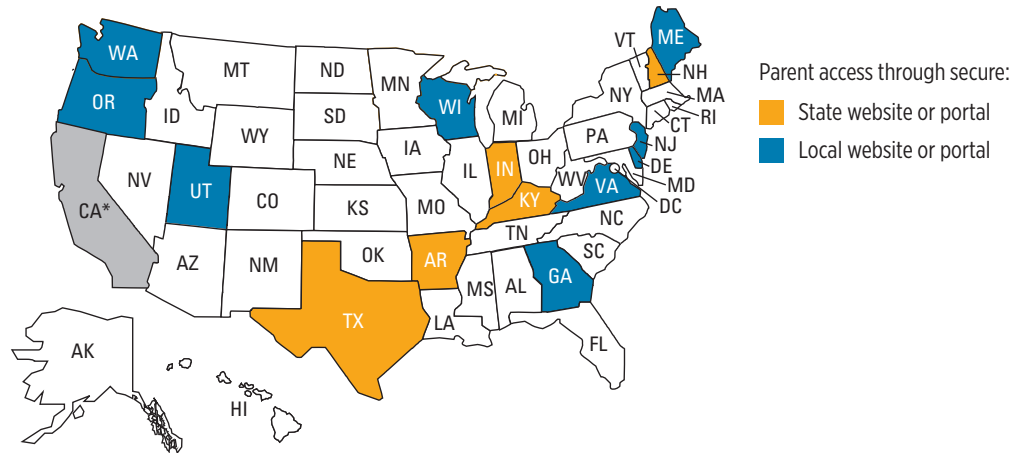 WA
OR
CA*
NV
ID
MT
WY
UT
AZ
CO
NM
ND
SD
NE
KS
OK
TX
MN
IA
MO
AR
LA
WI
IL
MI
IN
OH
KY
TN
MS
AL
GA
FL
SC
NC
VA
WV
PA
NY
VT
ME
NH
MA
RI
CT
NJ
DE
MD
DC
AK
HI
Parent access through secure:
State website or portal
Local website or portal